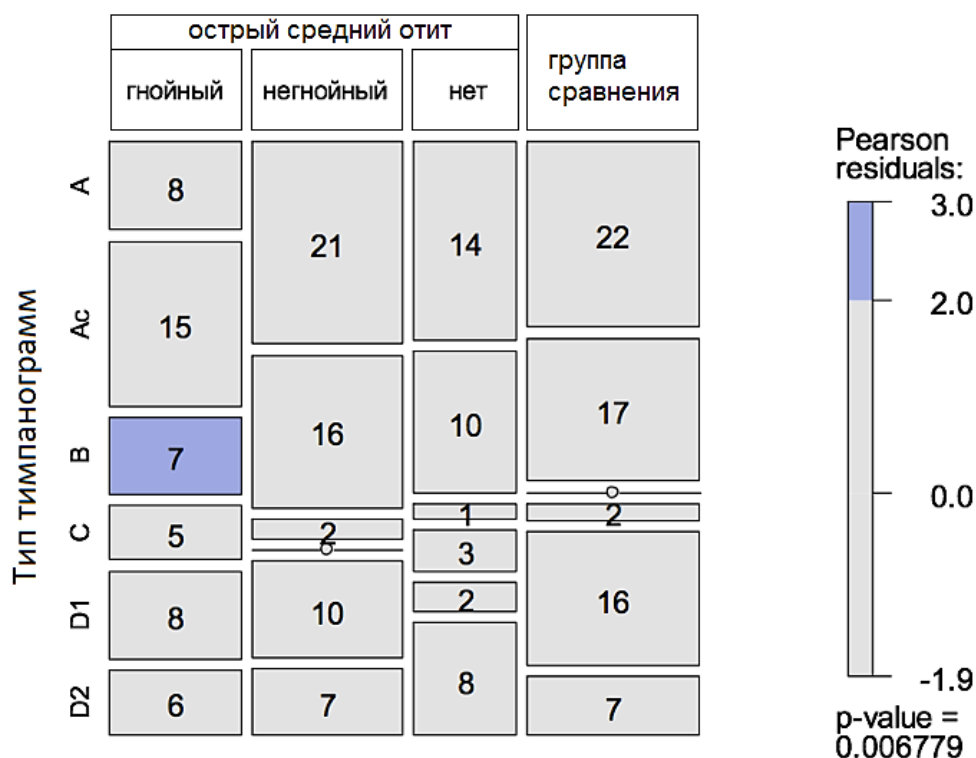 острый средний отит
гнойный негнойный нет
группа
сравнения
Тип тимпанограмм
A
Ac
B
C
D1
D2
8 21 14 22
15 16 10 17
7 2 1 2
5 3 16
8 10 2
6 7 8 7
Pearson
residuals:
3.0
2.0
0.0
-1.9
p-value =
0.006779